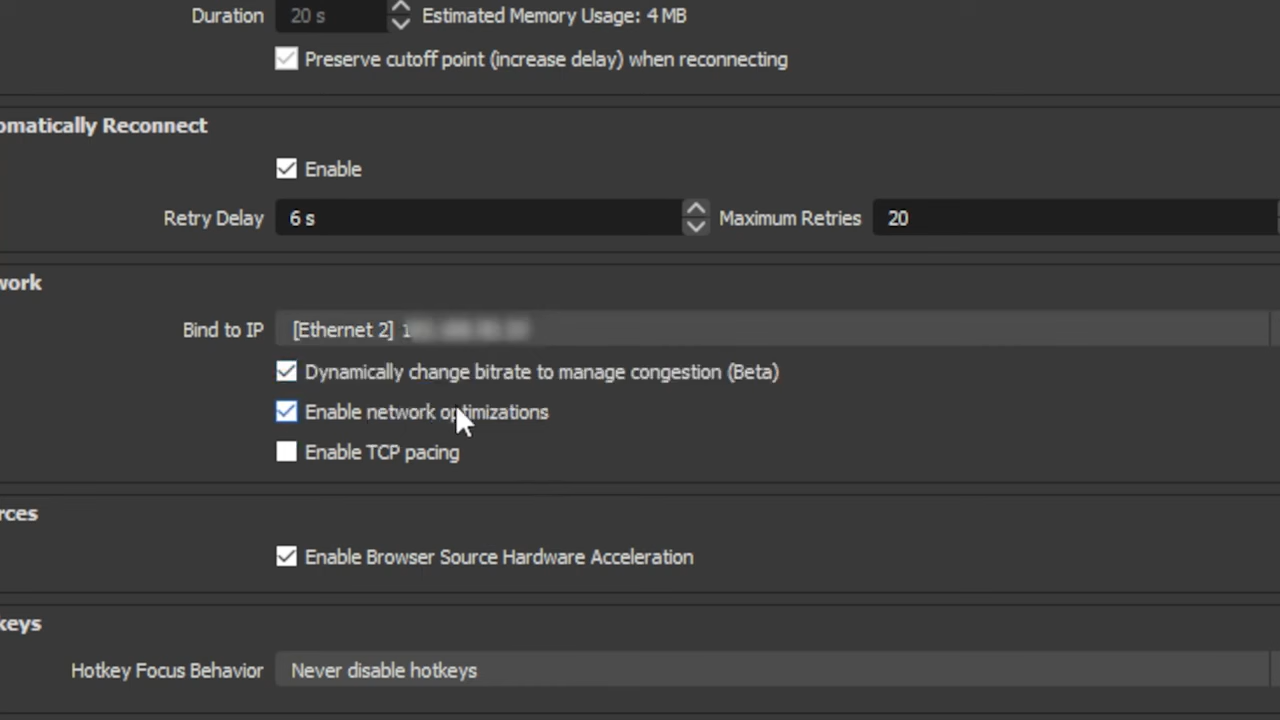 Duration 20 s Estimated Memory Usage: 4 MB
Preserve cutoff point (increase delay) when reconnecting
omatically Reconnect
Enable
Retry Delay 6 s Maximum Retries 20
work
Bind to IP [Ethernet 2] 1
Dynamically change bitrate to manage congestion (Beta)
Enable network optimizations
Enable TCP pacing
rces
Enable Browser Source Hardware Acceleration
keys
Hotkey Focus Behavior Never disable hotkeys